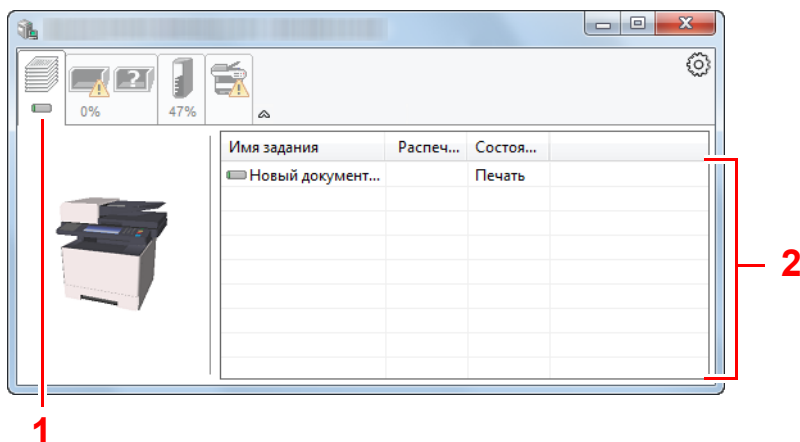 ?
0% 47%
Имя задания Распеч... Состоя...
Новый документ... Печать
2
1